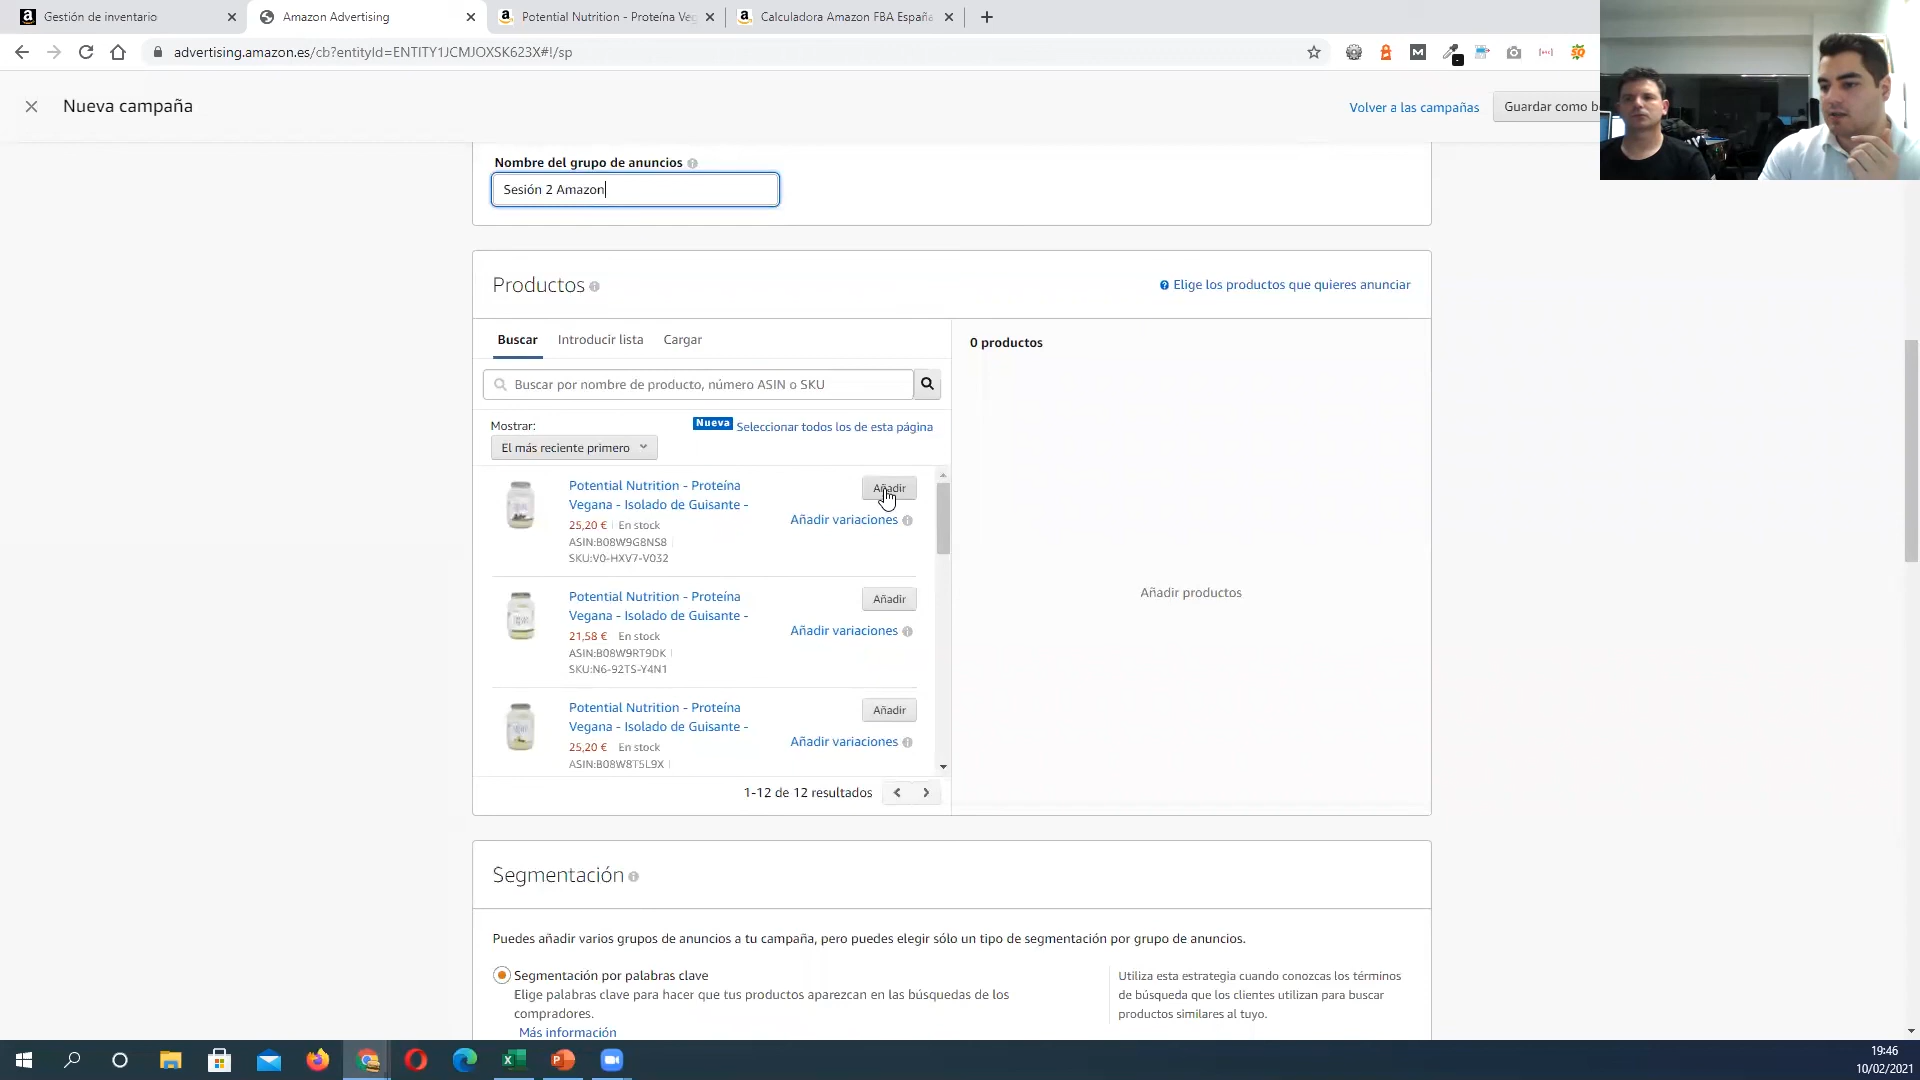 Gestión de inventario
Amazon Advertising
Potential Nutrition - Proteína Veg
Calculadora Amazon FBA España
advertising.amazon.es/cb?entityId=ENTITY1JCMJOXSK623X#!/sp
Nueva campaña
Volver a las campañas
Guardar como b
Nombre del grupo de anuncios
Sesión 2 Amazon
Productos
Elige los productos que quieres anunciar
Buscar
Introducir lista
Cargar
0 productos
Buscar por nombre de producto, número ASIN o SKU
Mostrar:
Nueva Seleccionar todos los de esta página
El más reciente primero
Potential Nutrition - Proteína
Vegana - Isolado de Guisante -
25,20 € En stock
ASIN:B08W9G8NS8
SKU:V0-HXV7-V032
Añadir
Añadir variaciones
Potential Nutrition - Proteína
Vegana - Isolado de Guisante -
21,58 € En stock
ASIN:B08W9RT9DK
SKU:N6-92TS-Y4N1
Añadir
Añadir variaciones
Potential Nutrition - Proteína
Vegana - Isolado de Guisante -
25,20 € En stock
ASIN:B08W8T5L9X
Añadir
Añadir variaciones
Añadir productos
1-12 de 12 resultados
Segmentación
Puedes añadir varios grupos de anuncios a tu campaña, pero puedes elegir sólo un tipo de segmentación por grupo de anuncios.
Segmentación por palabras clave
Elige palabras clave para hacer que tus productos aparezcan en las búsquedas de los
compradores.
Más información
Utiliza esta estrategia cuando conozcas los términos
de búsqueda que los clientes utilizan para buscar
productos similares al tuyo.
19:46
10/02/2021